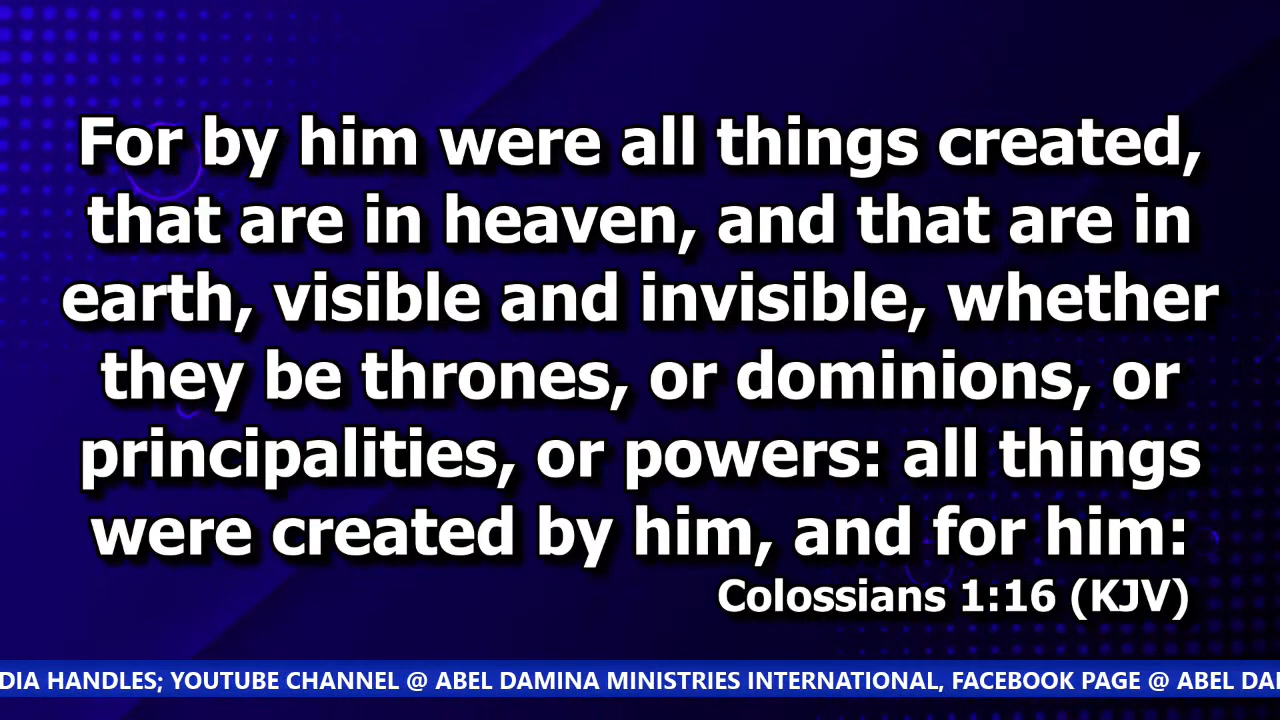 For by him were all things created,
that are in heaven, and that are in
earth, visible and invisible, whether
they be thrones, or dominions, or
principalities, or powers: all things
were created by him, and for him:
Colossians 1:16 (KJV)
DIA HANDLES; YOUTUBE CHANNEL @ ABEL DAMINA MINISTRIES INTERNATIONAL, FACEBOOK PAGE @ ABEL DAI